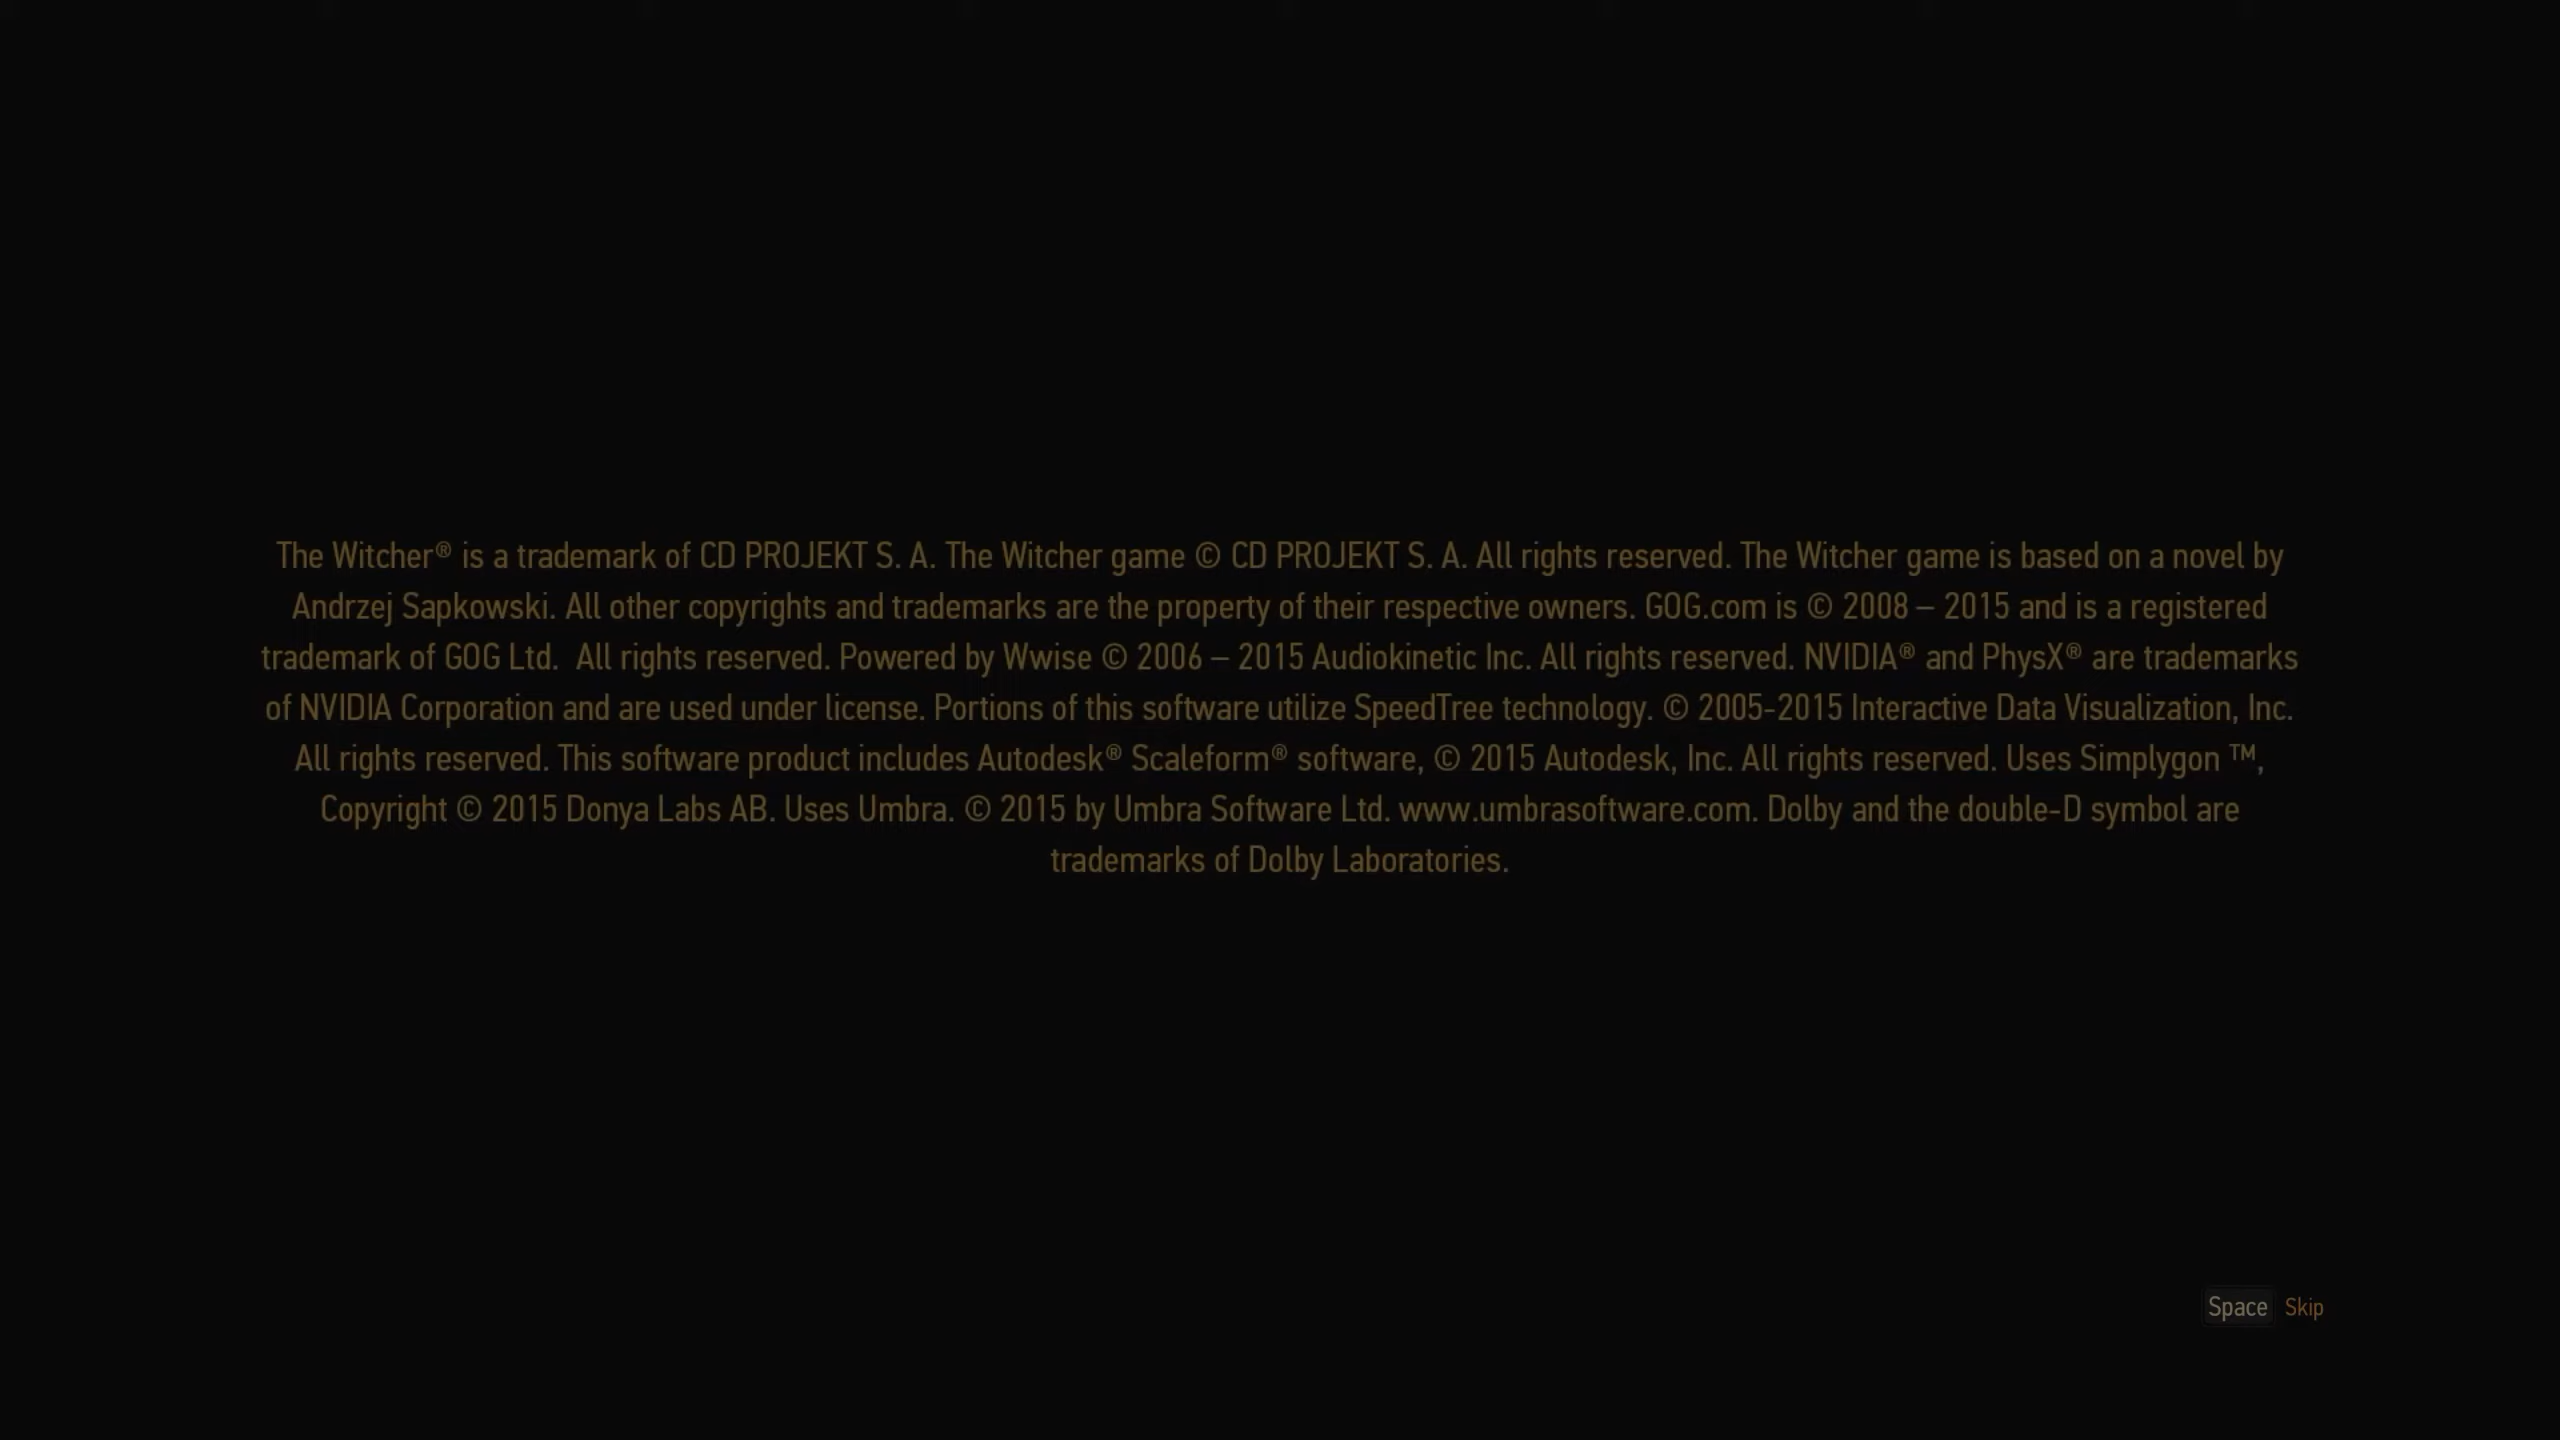 The Witcher® is a trademark of CD PROJEKT S. A. The Witcher game © CD PROJEKT S. A. All rights reserved. The Witcher game is based on a novel by
Andrzej Sapkowski. All other copyrights and trademarks are the property of their respective owners. GOG.com is © 2008 – 2015 and is a registered
trademark of GOG Ltd.  All rights reserved. Powered by Wwise © 2006 – 2015 Audiokinetic Inc. All rights reserved. NVIDIA® and PhysX® are trademarks
of NVIDIA Corporation and are used under license. Portions of this software utilize SpeedTree technology. © 2005-2015 Interactive Data Visualization, Inc.
All rights reserved. This software product includes Autodesk® Scaleform® software, © 2015 Autodesk, Inc. All rights reserved. Uses Simplygon ™,
Copyright © 2015 Donya Labs AB. Uses Umbra. © 2015 by Umbra Software Ltd. www.umbrasoftware.com. Dolby and the double-D symbol are
trademarks of Dolby Laboratories.
Space Skip